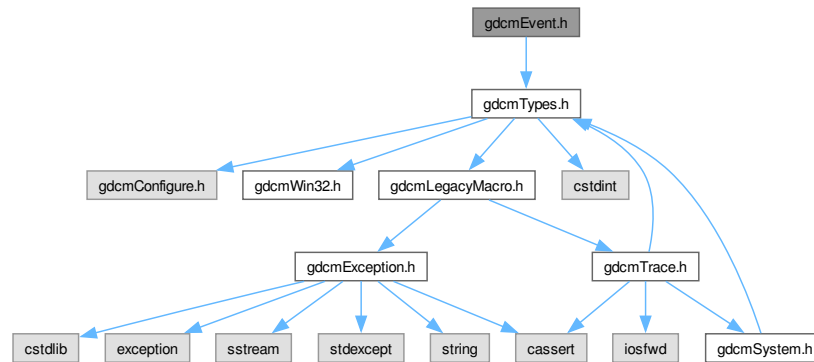 gdcmEvent.h
gdcmTypes.h
gdcmConfigure.h
gdcmWin32.h
gdcmLegacyMacro.h
cstdint
gdcmException.h
gdcmTrace.h
cstdlib
exception
sstream
stdexcept
string
cassert
iosfwd
gdcmSystem.h